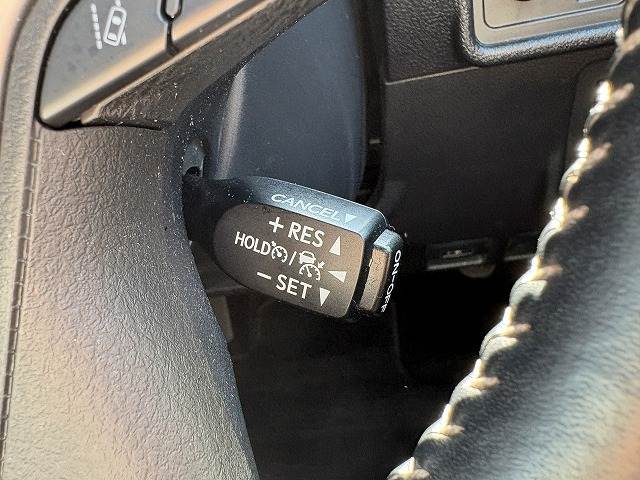 CANCEL▼
+RES▲
HOLD /
−SET▼
ON-OFF